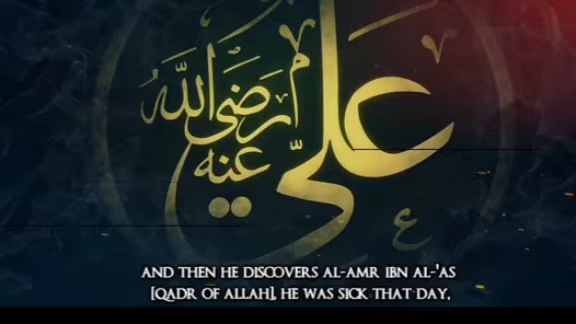 عليّ رضي الله عنه
AND THEN HE DISCOVERS AL-AMR IBN AL-'AS
[QADR OF ALLAH], HE WAS SICK THAT DAY,